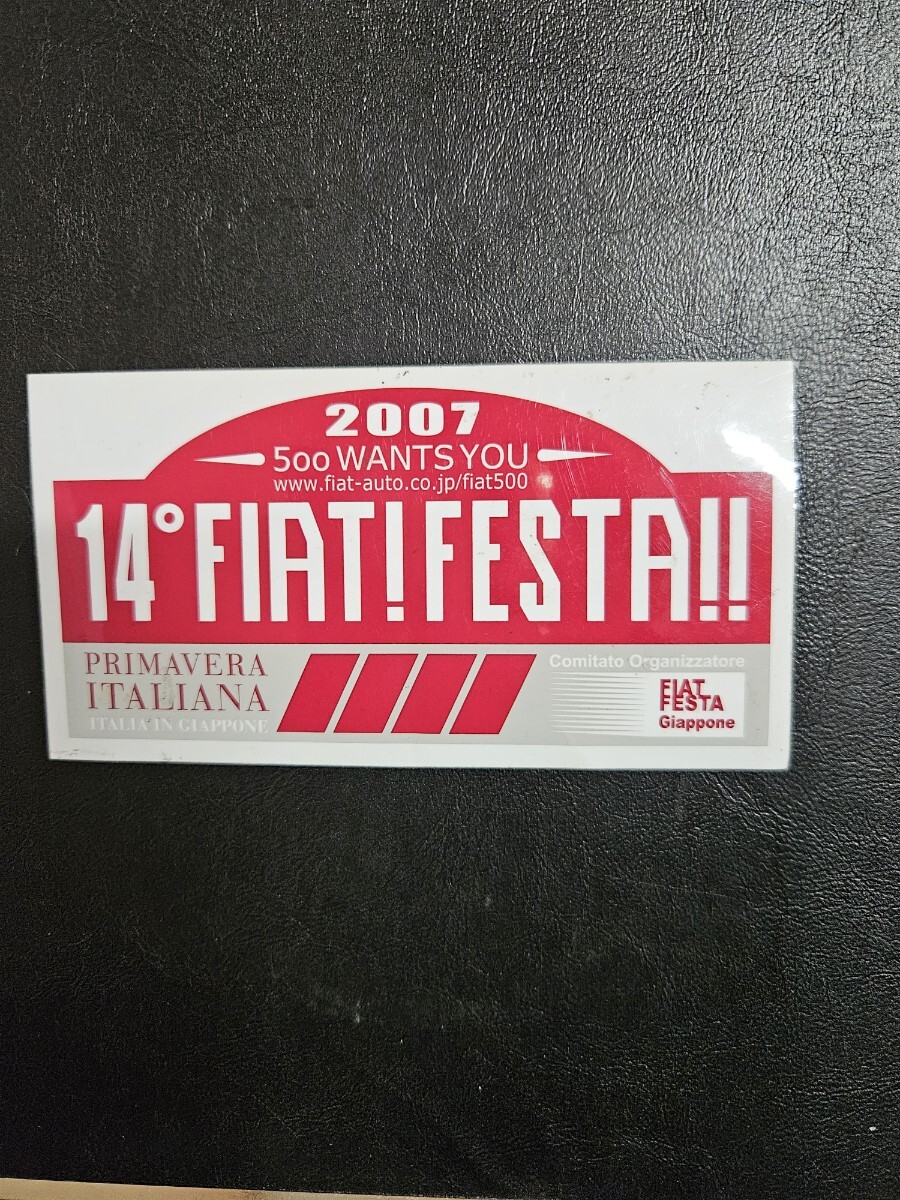 2007
5oo WANTS YOU
www.fiat-auto.co.jp/fiat500
14° FIAT! FESTA!!
PRIMAVERA
ITALIANA
ITALIA IN GIAPPONE
Comitato Organizzatore
FIAT
FESTA
Giappone